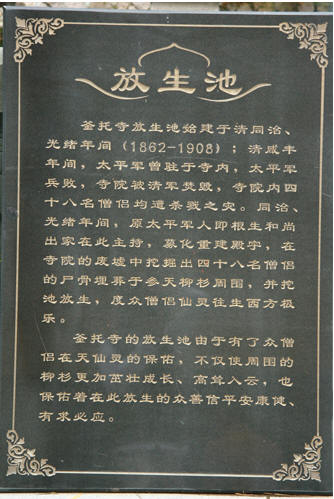 放生池
釜托寺放生池始建于清同治、
光绪年间(1862-1908);清咸丰
年间,太平军曾驻于寺内,太平军
兵败,寺院被清军焚毁,寺院内四
十八名僧侣均遭杀戮之灾。同治、
光绪年间,原太平军人即根生和尚
出家在此主持,募化重建殿宇,在
寺院的废墟中挖掘出四十八名僧侣
的尸骨埋葬于参天柳杉周围,并挖
池放生,度众僧侣仙灵往生西方极
乐。
釜托寺的放生池由于有了众僧
侣在天仙灵的保佑,不仅使周围的
柳杉更加茁壮成长、高耸入云,也
保佑着在此放生的众善信平安康健、
有求必应。